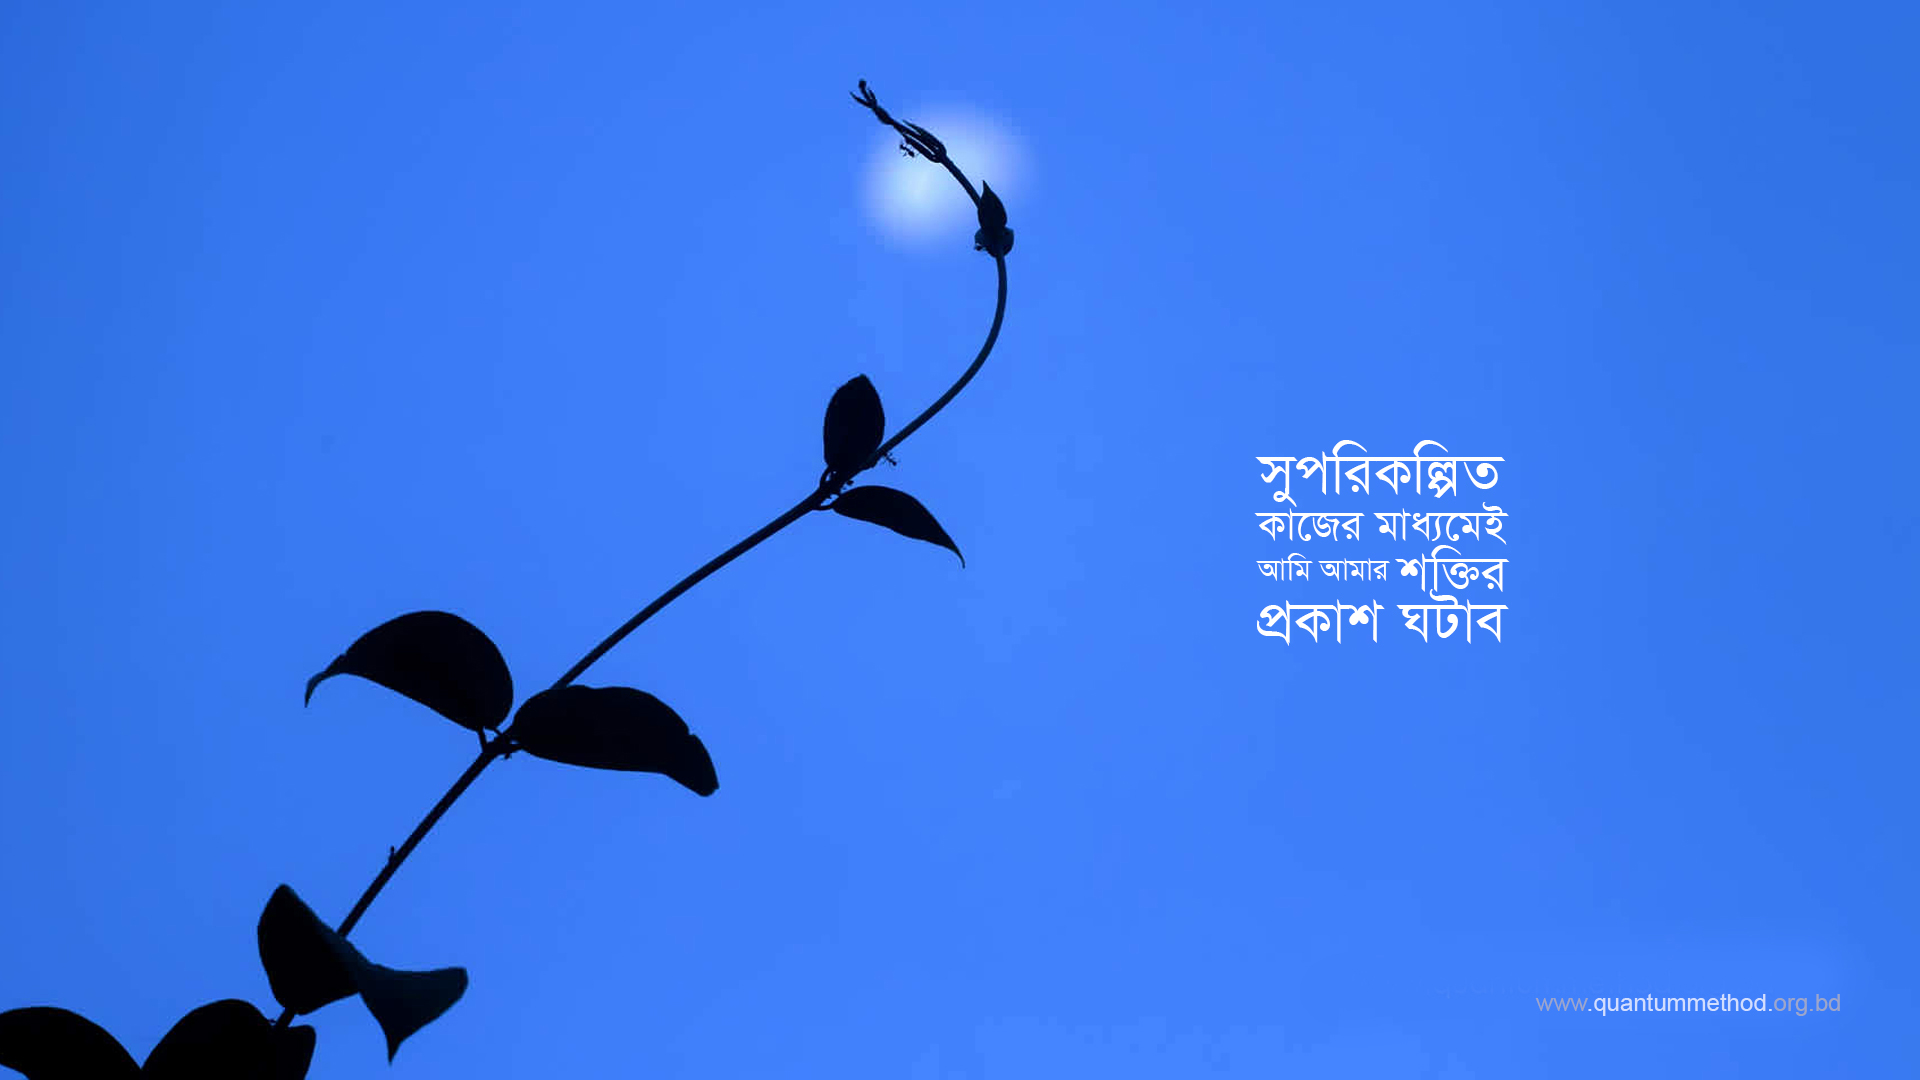 সুপরিকল্পিত
কাজের মাধ্যমেই
আমি আমার শক্তির
প্রকাশ ঘটাব
www.quantummethod.org.bd